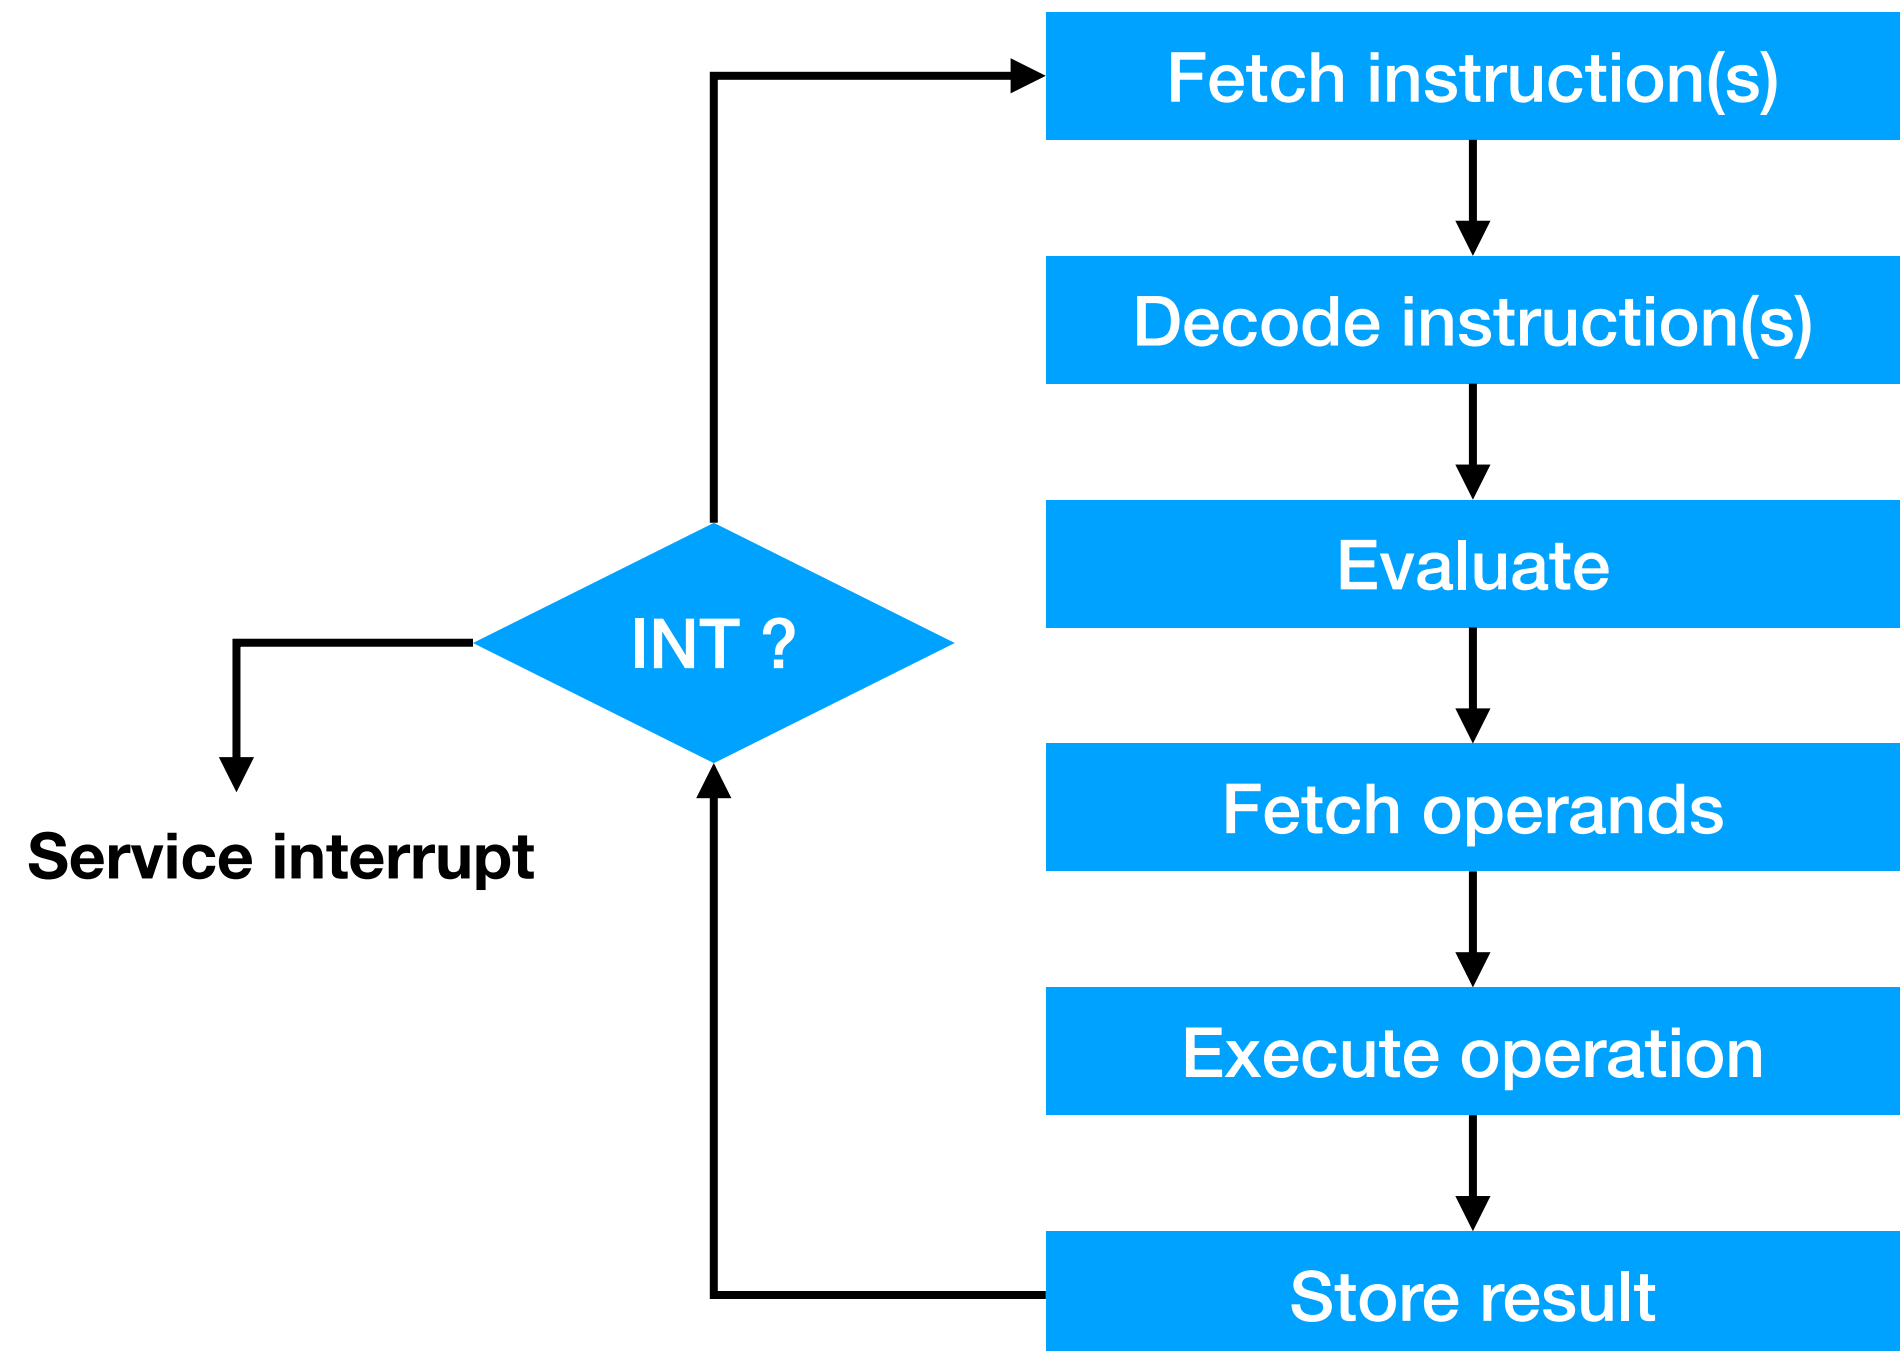 Fetch instruction(s)
Decode instruction(s)
Evaluate
Fetch operands
Execute operation
Store result
INT ?
Service interrupt